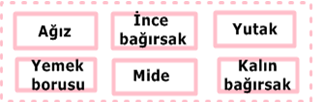 Ağız
İnce
bağırsak
Yutak
Yemek
borusu
Mide
Kalın
bağırsak